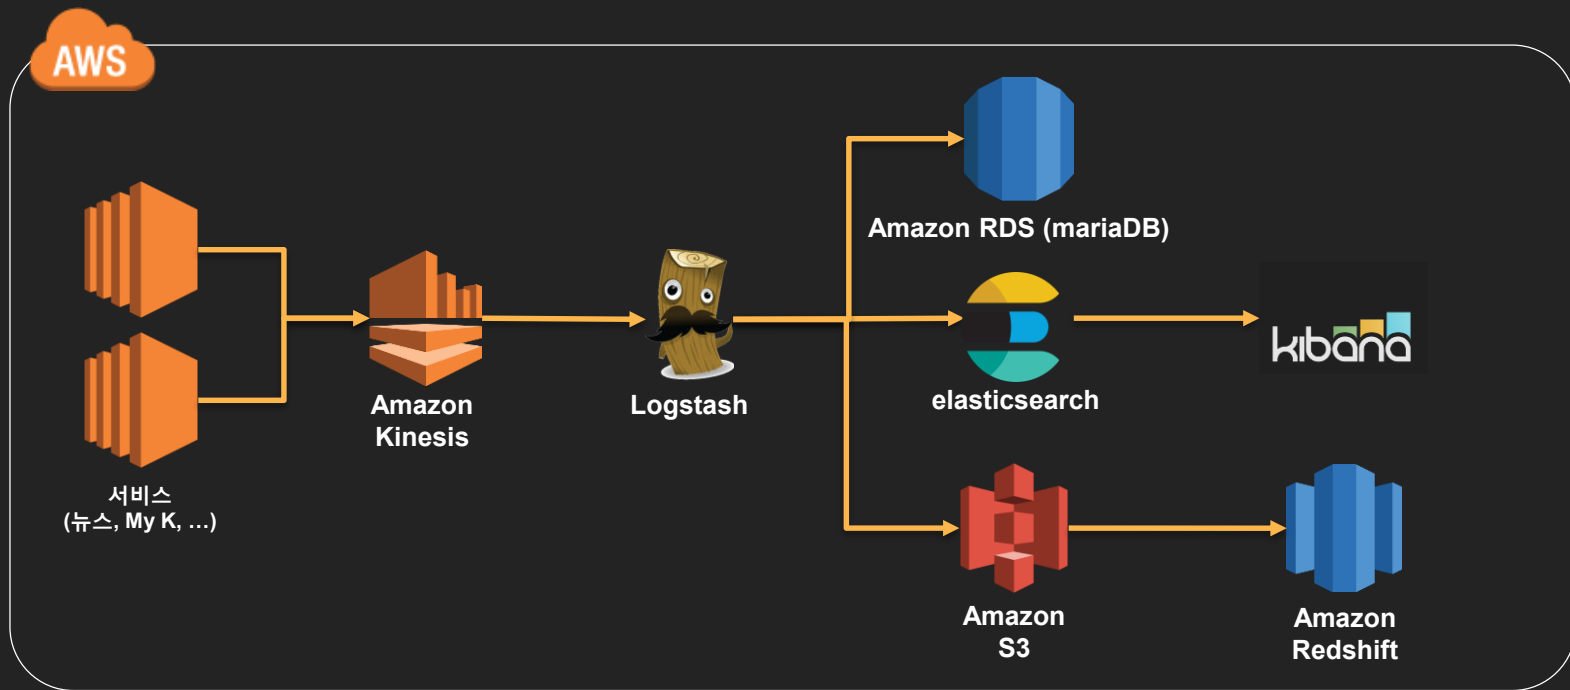 AWS
Amazon RDS (mariaDB)
Amazon
Kinesis
Logstash
elasticsearch
kibana
서비스
(뉴스, My K, …)
Amazon
S3
Amazon
Redshift